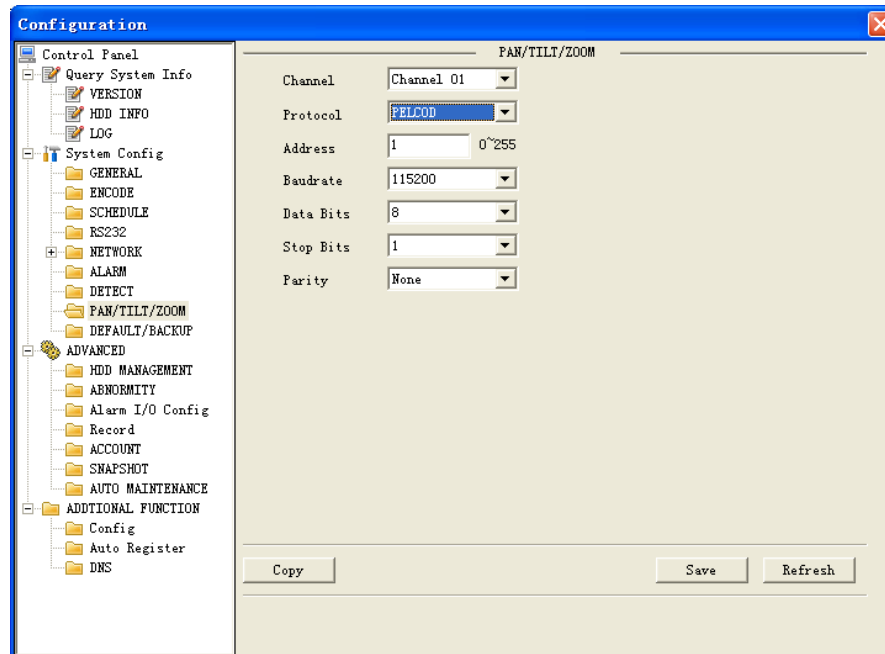 Configuration
Control Panel
Query System Info
VERSION
HDD INFO
LOG
System Config
GENERAL
ENCODE
SCHEDULE
RS232
NETWORK
ALARM
DETECT
PAN/TILT/ZOOM
DEFAULT/BACKUP
ADVANCED
HDD MANAGEMENT
ABNORMITY
Alarm I/O Config
Record
ACCOUNT
SNAPSHOT
AUTO MAINTENANCE
ADDTIONAL FUNCTION
Config
Auto Register
DNS
PAN/TILT/ZOOM
Channel Channel 01
Protocol PELCOD
Address 1 0~255
Baudrate 115200
Data Bits 8
Stop Bits 1
Parity None
Copy Save Refresh